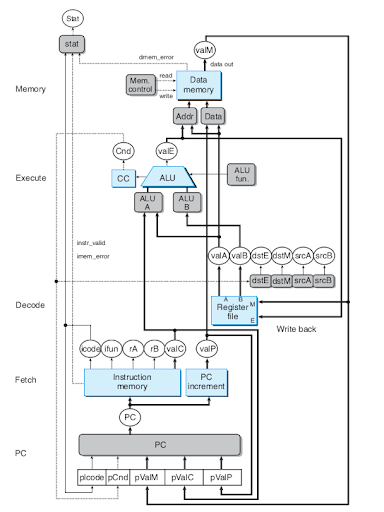 Stat
stat
valM
dmem_error
data out
Memory
Mem.
control
read
write
Data
memory
Addr
Data
Cnd
valE
Execute
CC
ALU
ALU
fun.
ALU
A
ALU
B
instr_valid
imem_error
valA
valB
dstE
dstM
srcA
srcB
dstE
dstM
srcA
srcB
Decode
A
B
M
Register
file
E
Write back
icode
ifun
rA
rB
valC
valP
Fetch
Instruction
memory
PC
increment
PC
PC
PC
pIcode
pCnd
pValM
pValC
pValP